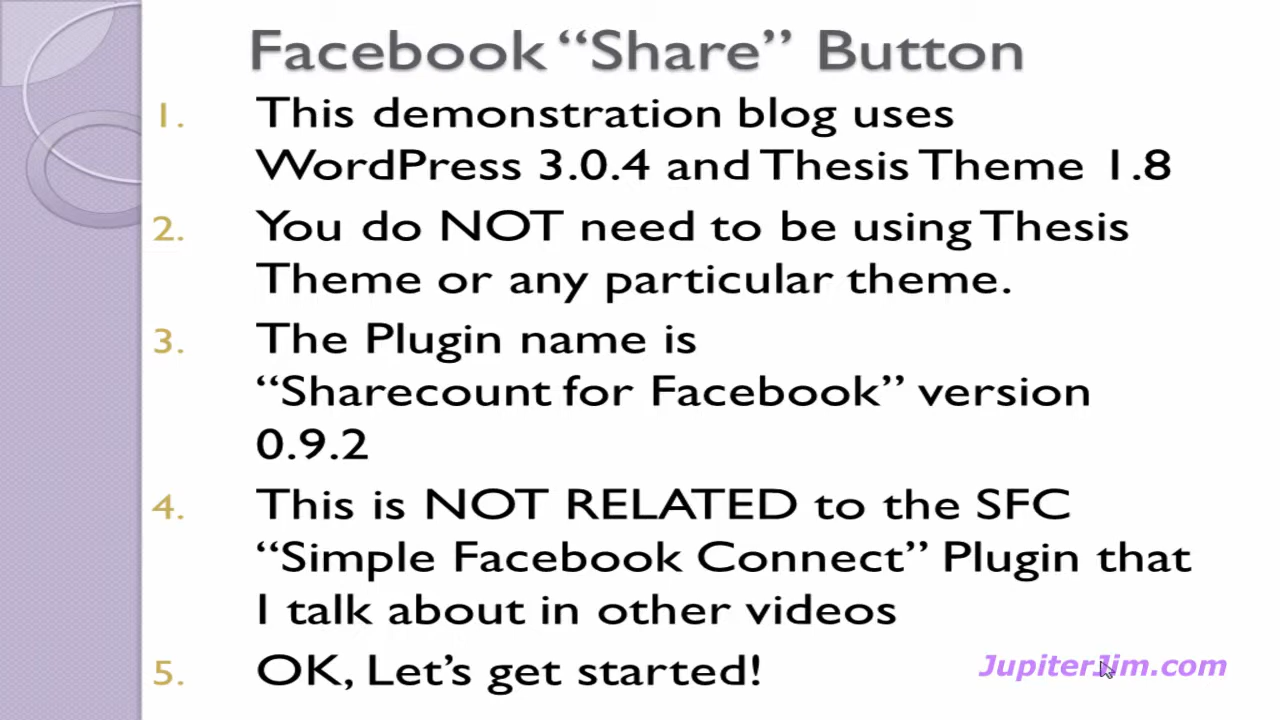 Facebook “Share” Button
1. This demonstration blog uses
WordPress 3.0.4 and Thesis Theme 1.8
2. You do NOT need to be using Thesis
Theme or any particular theme.
3. The Plugin name is
“Sharecount for Facebook” version
0.9.2
4. This is NOT RELATED to the SFC
“Simple Facebook Connect” Plugin that
I talk about in other videos
5. OK, Let’s get started!
JupiterJim.com